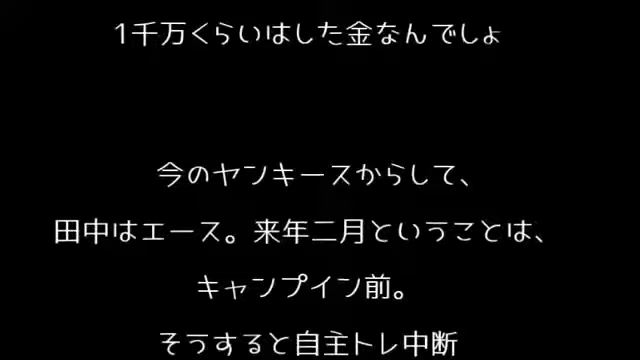 1千万くらいはした金なんでしょ
今のヤンキースからして、
田中はエース。来年二月ということは、
キャンプイン前。
そうすると自主トレ中断